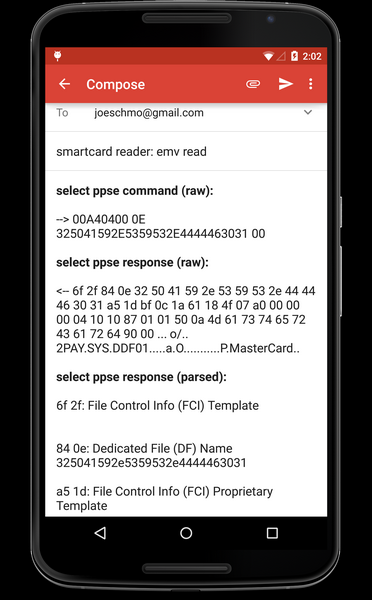 2:02
Compose
To joeschmo@gmail.com
smartcard reader: emv read
select ppse command (raw):
--> 00A40400 0E
325041592E5359532E4444463031 00
select ppse response (raw):
<-- 6f 2f 84 0e 32 50 41 59 2e 53 59 53 2e 44 44
46 30 31 a5 1d bf 0c 1a 61 18 4f 07 a0 00 00
00 04 10 10 87 01 01 50 0a 4d 61 73 74 65 72
43 61 72 64 90 00 ... o/..
2PAY.SYS.DDF01.....a.O...........P.MasterCard..
select ppse response (parsed):
6f 2f: File Control Info (FCI) Template
84 0e: Dedicated File (DF) Name
325041592e5359532e4444463031
a5 1d: File Control Info (FCI) Proprietary
Template